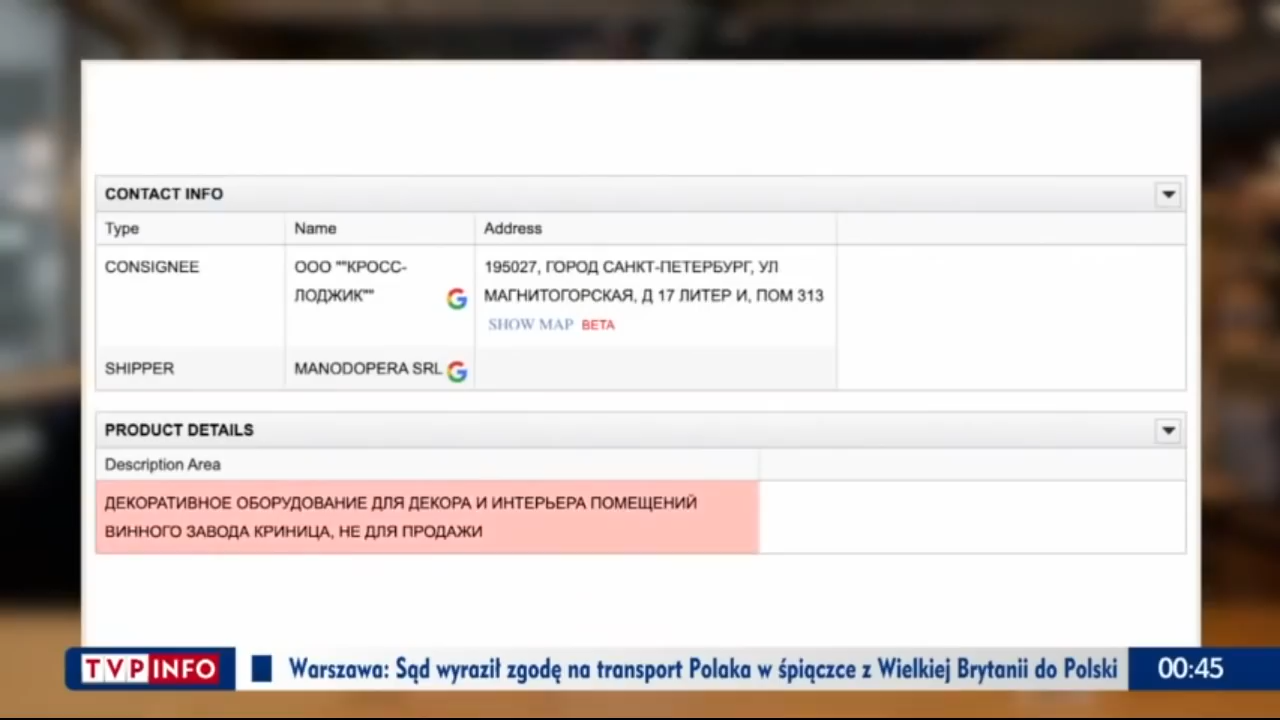 CONTACT INFO
Type Name Address
CONSIGNEE ООО ""КРОСС- 195027, ГОРОД САНКТ-ПЕТЕРБУРГ, УЛ
ЛОДЖИК"" МАГНИТОГОРСКАЯ, Д 17 ЛИТЕР И, ПОМ 313
SHOW MAP BETA
SHIPPER MANODOPERA SRL
PRODUCT DETAILS
Description Area
ДЕКОРАТИВНОЕ ОБОРУДОВАНИЕ ДЛЯ ДЕКОРА И ИНТЕРЬЕРА ПОМЕЩЕНИЙ
ВИННОГО ЗАВОДА КРИНИЦА, НЕ ДЛЯ ПРОДАЖИ
TVP INFO Warszawa: Sąd wyraził zgodę na transport Polaka w śpiączce z Wielkiej Brytanii do Polski 00:45